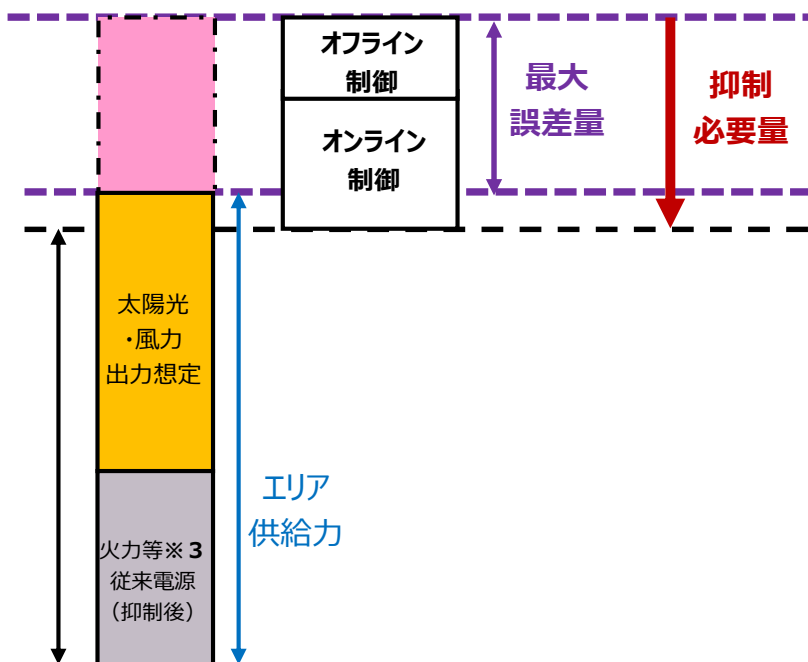 オフライン
制御
オンライン
制御
最大
誤差量
抑制
必要量
太陽光
・風力
出力想定
エリア
供給力
火力等※3
従来電源
(抑制後)